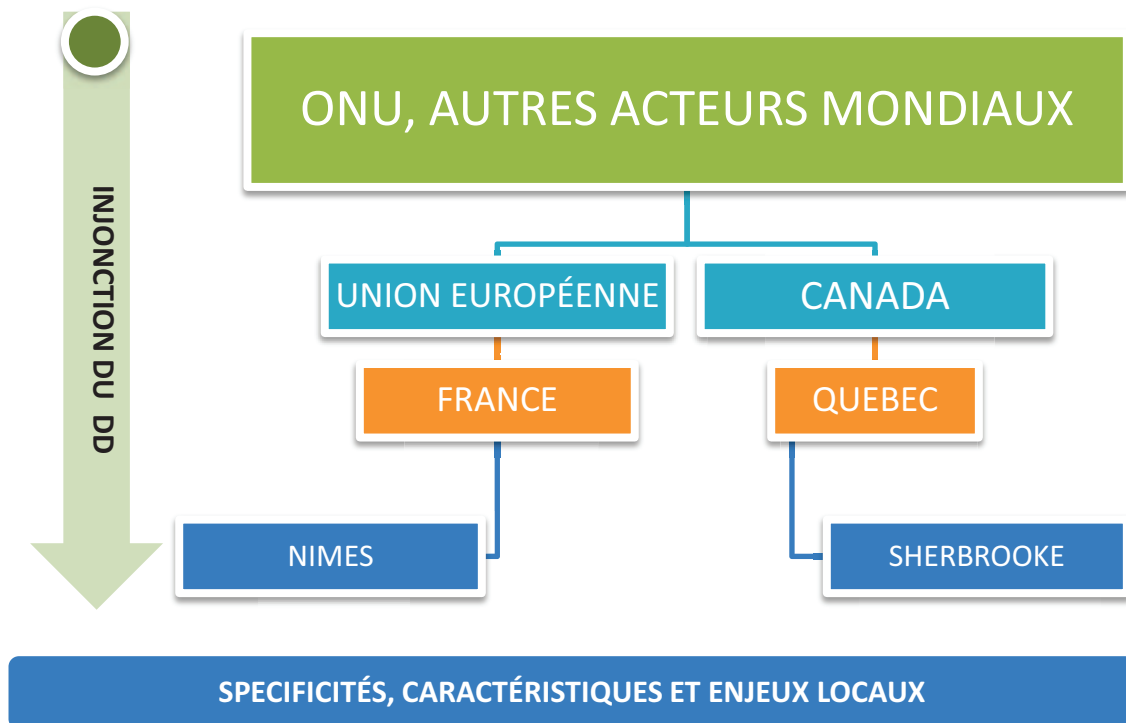 ONU, AUTRES ACTEURS MONDIAUX
INJONCTION DU DD
UNION EUROPÉENNE
CANADA
FRANCE
QUEBEC
NIMES
SHERBROOKE
SPECIFICITÉS, CARACTÉRISTIQUES ET ENJEUX LOCAUX